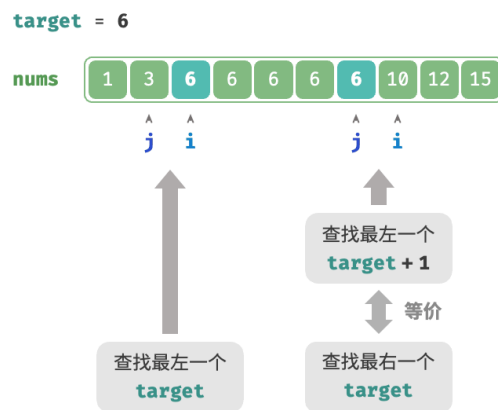 target = 6
nums 1 3 6 6 6 6 6 10 12 15
j i j i
查找最左一个
target + 1
等价
查找最左一个
target
查找最右一个
target